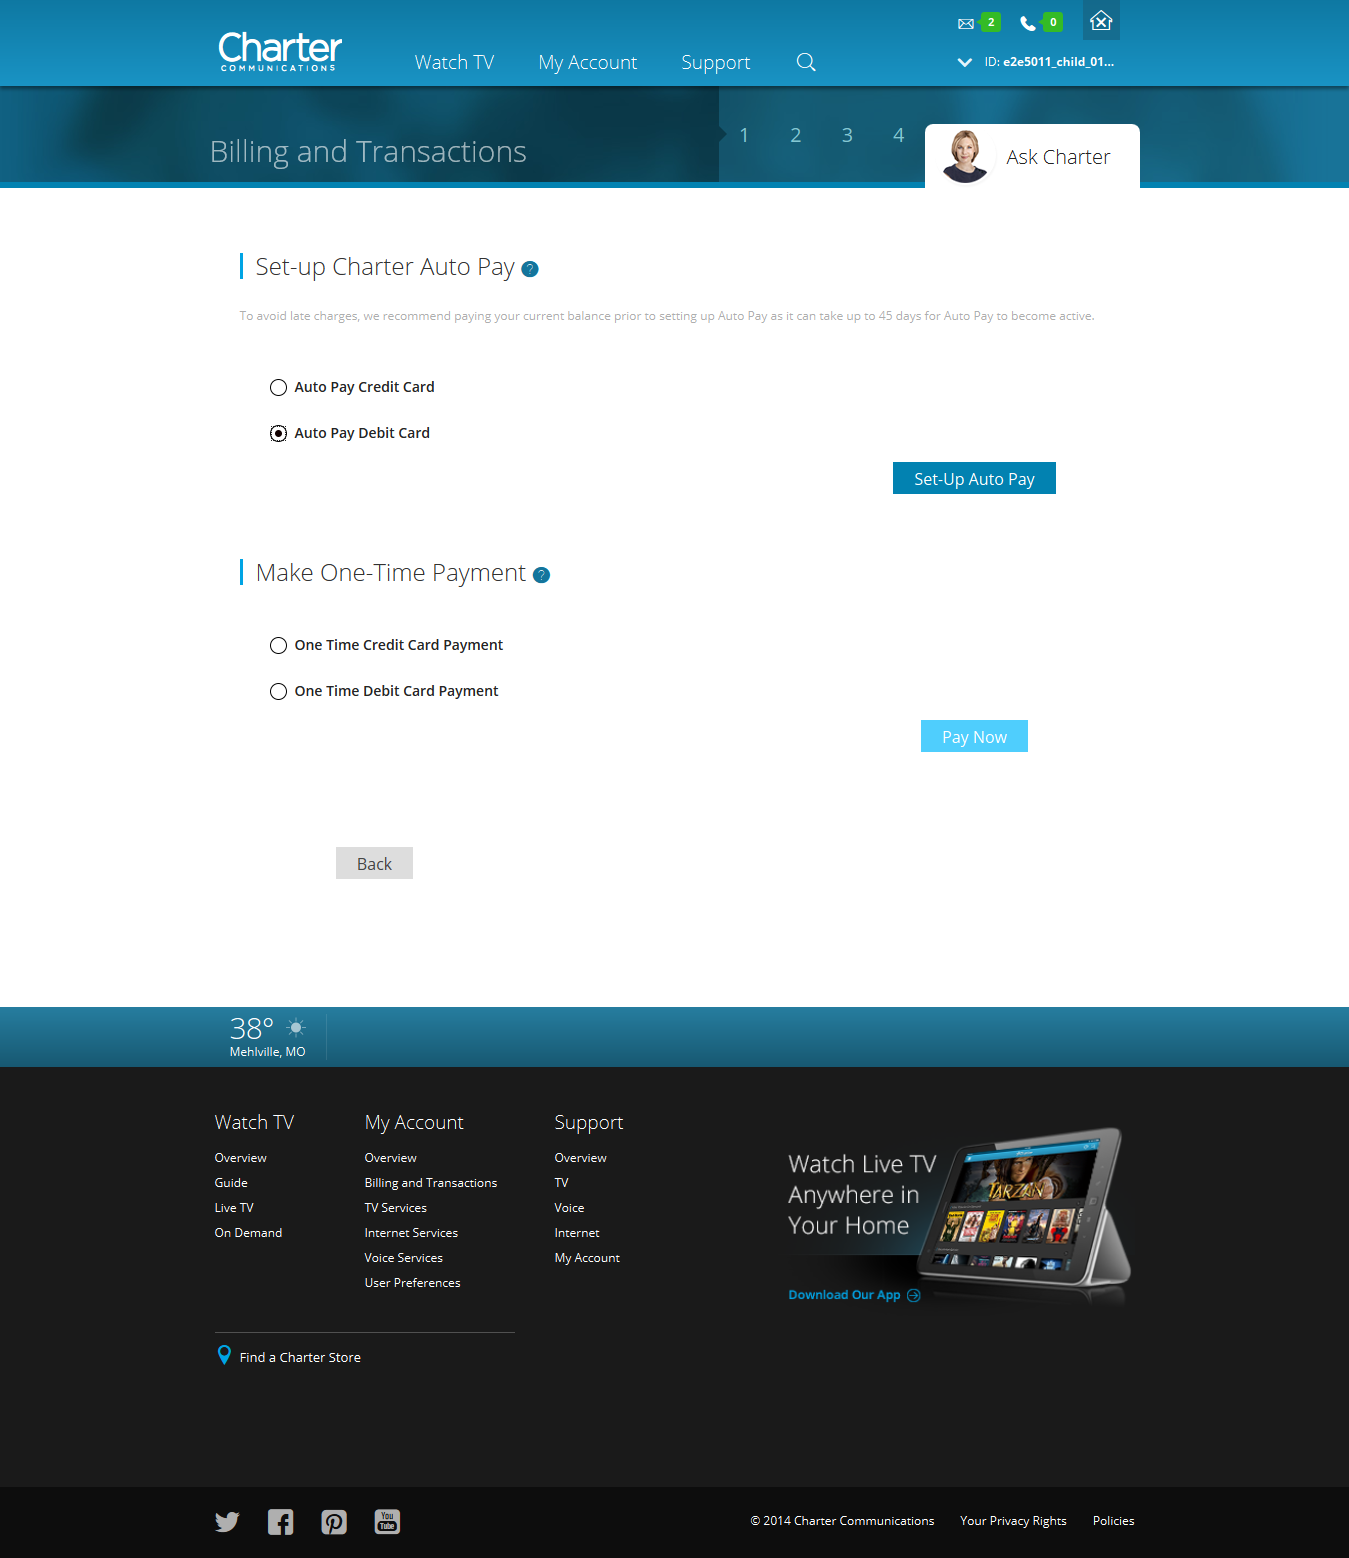 2
0
Charter
COMMUNICATIONS
Watch TV
My Account
Support
ID: e2e5011_child_01...
Billing and Transactions
1
2
3
4
Ask Charter
Set-up Charter Auto Pay ?
To avoid late charges, we recommend paying your current balance prior to setting up Auto Pay as it can take up to 45 days for Auto Pay to become active.
Auto Pay Credit Card
Auto Pay Debit Card
Set-Up Auto Pay
Make One-Time Payment ?
One Time Credit Card Payment
One Time Debit Card Payment
Pay Now
Back
38°
Mehlville, MO
Watch TV
Overview
Guide
Live TV
On Demand
My Account
Overview
Billing and Transactions
TV Services
Internet Services
Voice Services
User Preferences
Support
Overview
TV
Voice
Internet
My Account
Watch Live TV
Anywhere in
Your Home
TARZAN
Download Our App
Find a Charter Store
You
Tube
© 2014 Charter Communications
Your Privacy Rights
Policies